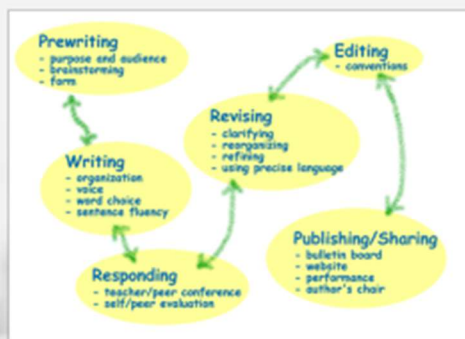 Prewriting
- purpose and audience
- brainstorming
- form
Writing
- organization
- voice
- word choice
- sentence fluency
Responding
- teacher/peer conference
- self/peer evaluation
Revising
- clarifying
- reorganizing
- refining
- using precise language
Editing
- conventions
Publishing/Sharing
- bulletin board
- website
- performance
- author's chair